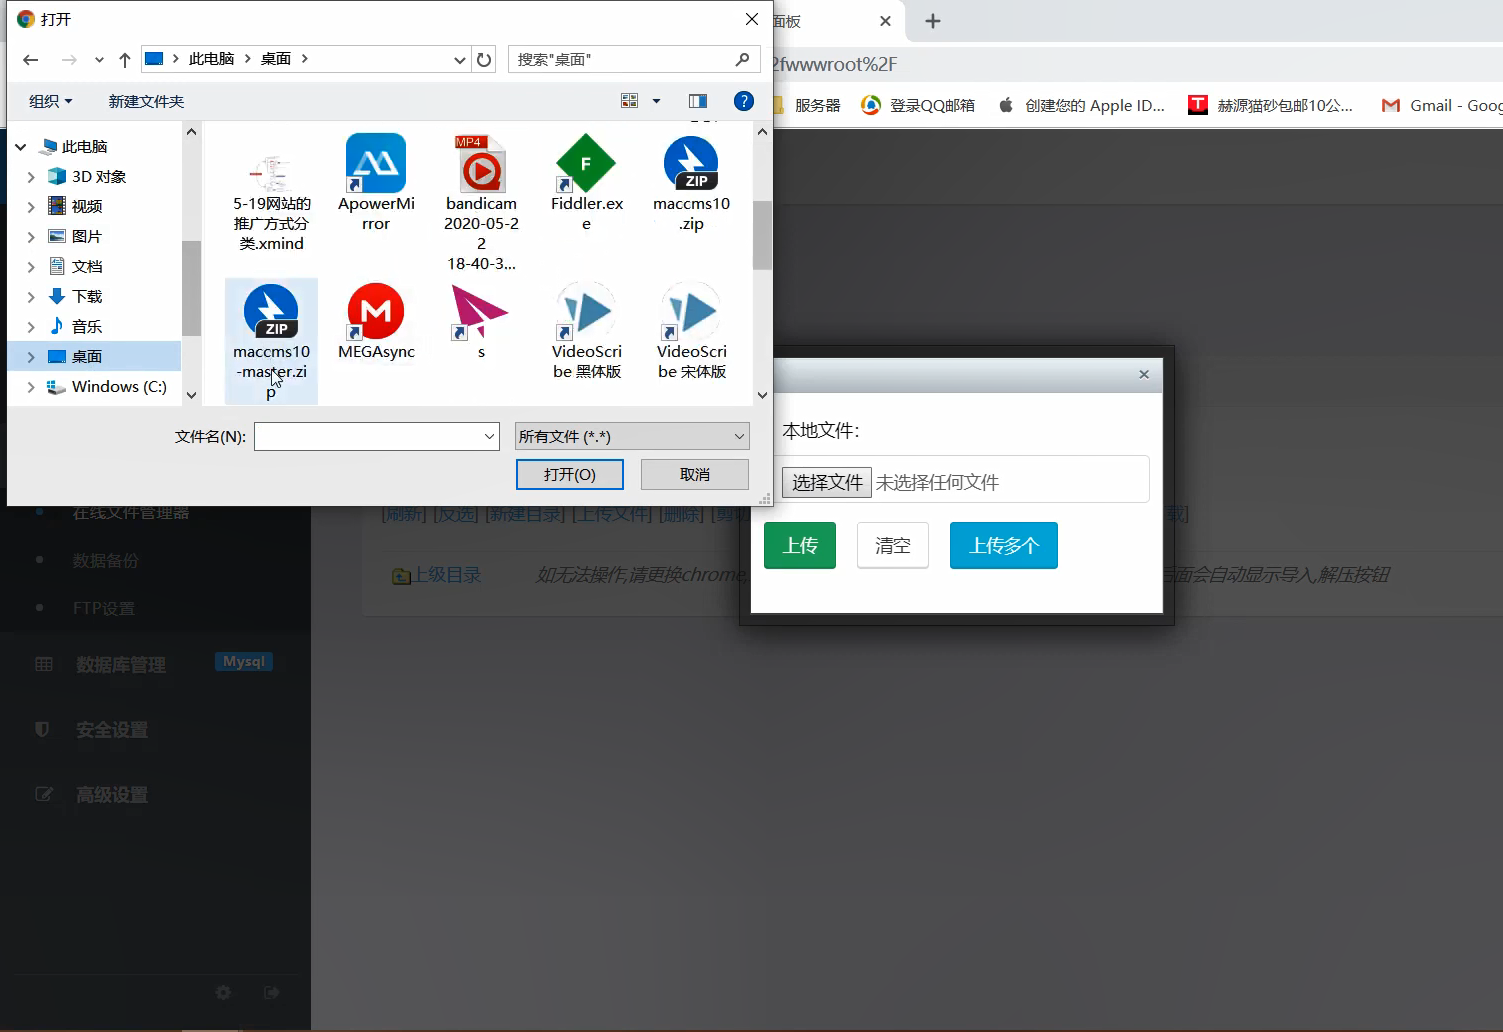 打开
面板
此电脑
桌面
搜索"桌面"
2fwwwroot%2F
组织
新建文件夹
服务器
登录QQ邮箱
创建您的 Apple ID...
赫源猫砂包邮10公...
Gmail - Goog
此电脑
3D 对象
视频
图片
文档
下载
音乐
桌面
Windows (C:)
5-19网站的
推广方式分
类.xmind
ApowerMi
rror
MP4
bandicam
2020-05-2
2
18-40-3...
F
Fiddler.ex
e
ZIP
maccms10
.zip
ZIP
maccms10
-master.zi
p
MEGAsync
s
VideoScri
be 黑体版
VideoScri
be 宋体版
文件名(N):
所有文件 (*.*)
打开(O)
取消
本地文件:
选择文件 未选择任何文件
上传
清空
上传多个
在线文件管理器
[刷新] [反选] [新建目录] [上传文件] [删除] [剪切
载]
上级目录
如无法操作,请更换chrome,
后面会自动显示导入,解压按钮
数据备份
FTP设置
数据库管理
Mysql
安全设置
高级设置